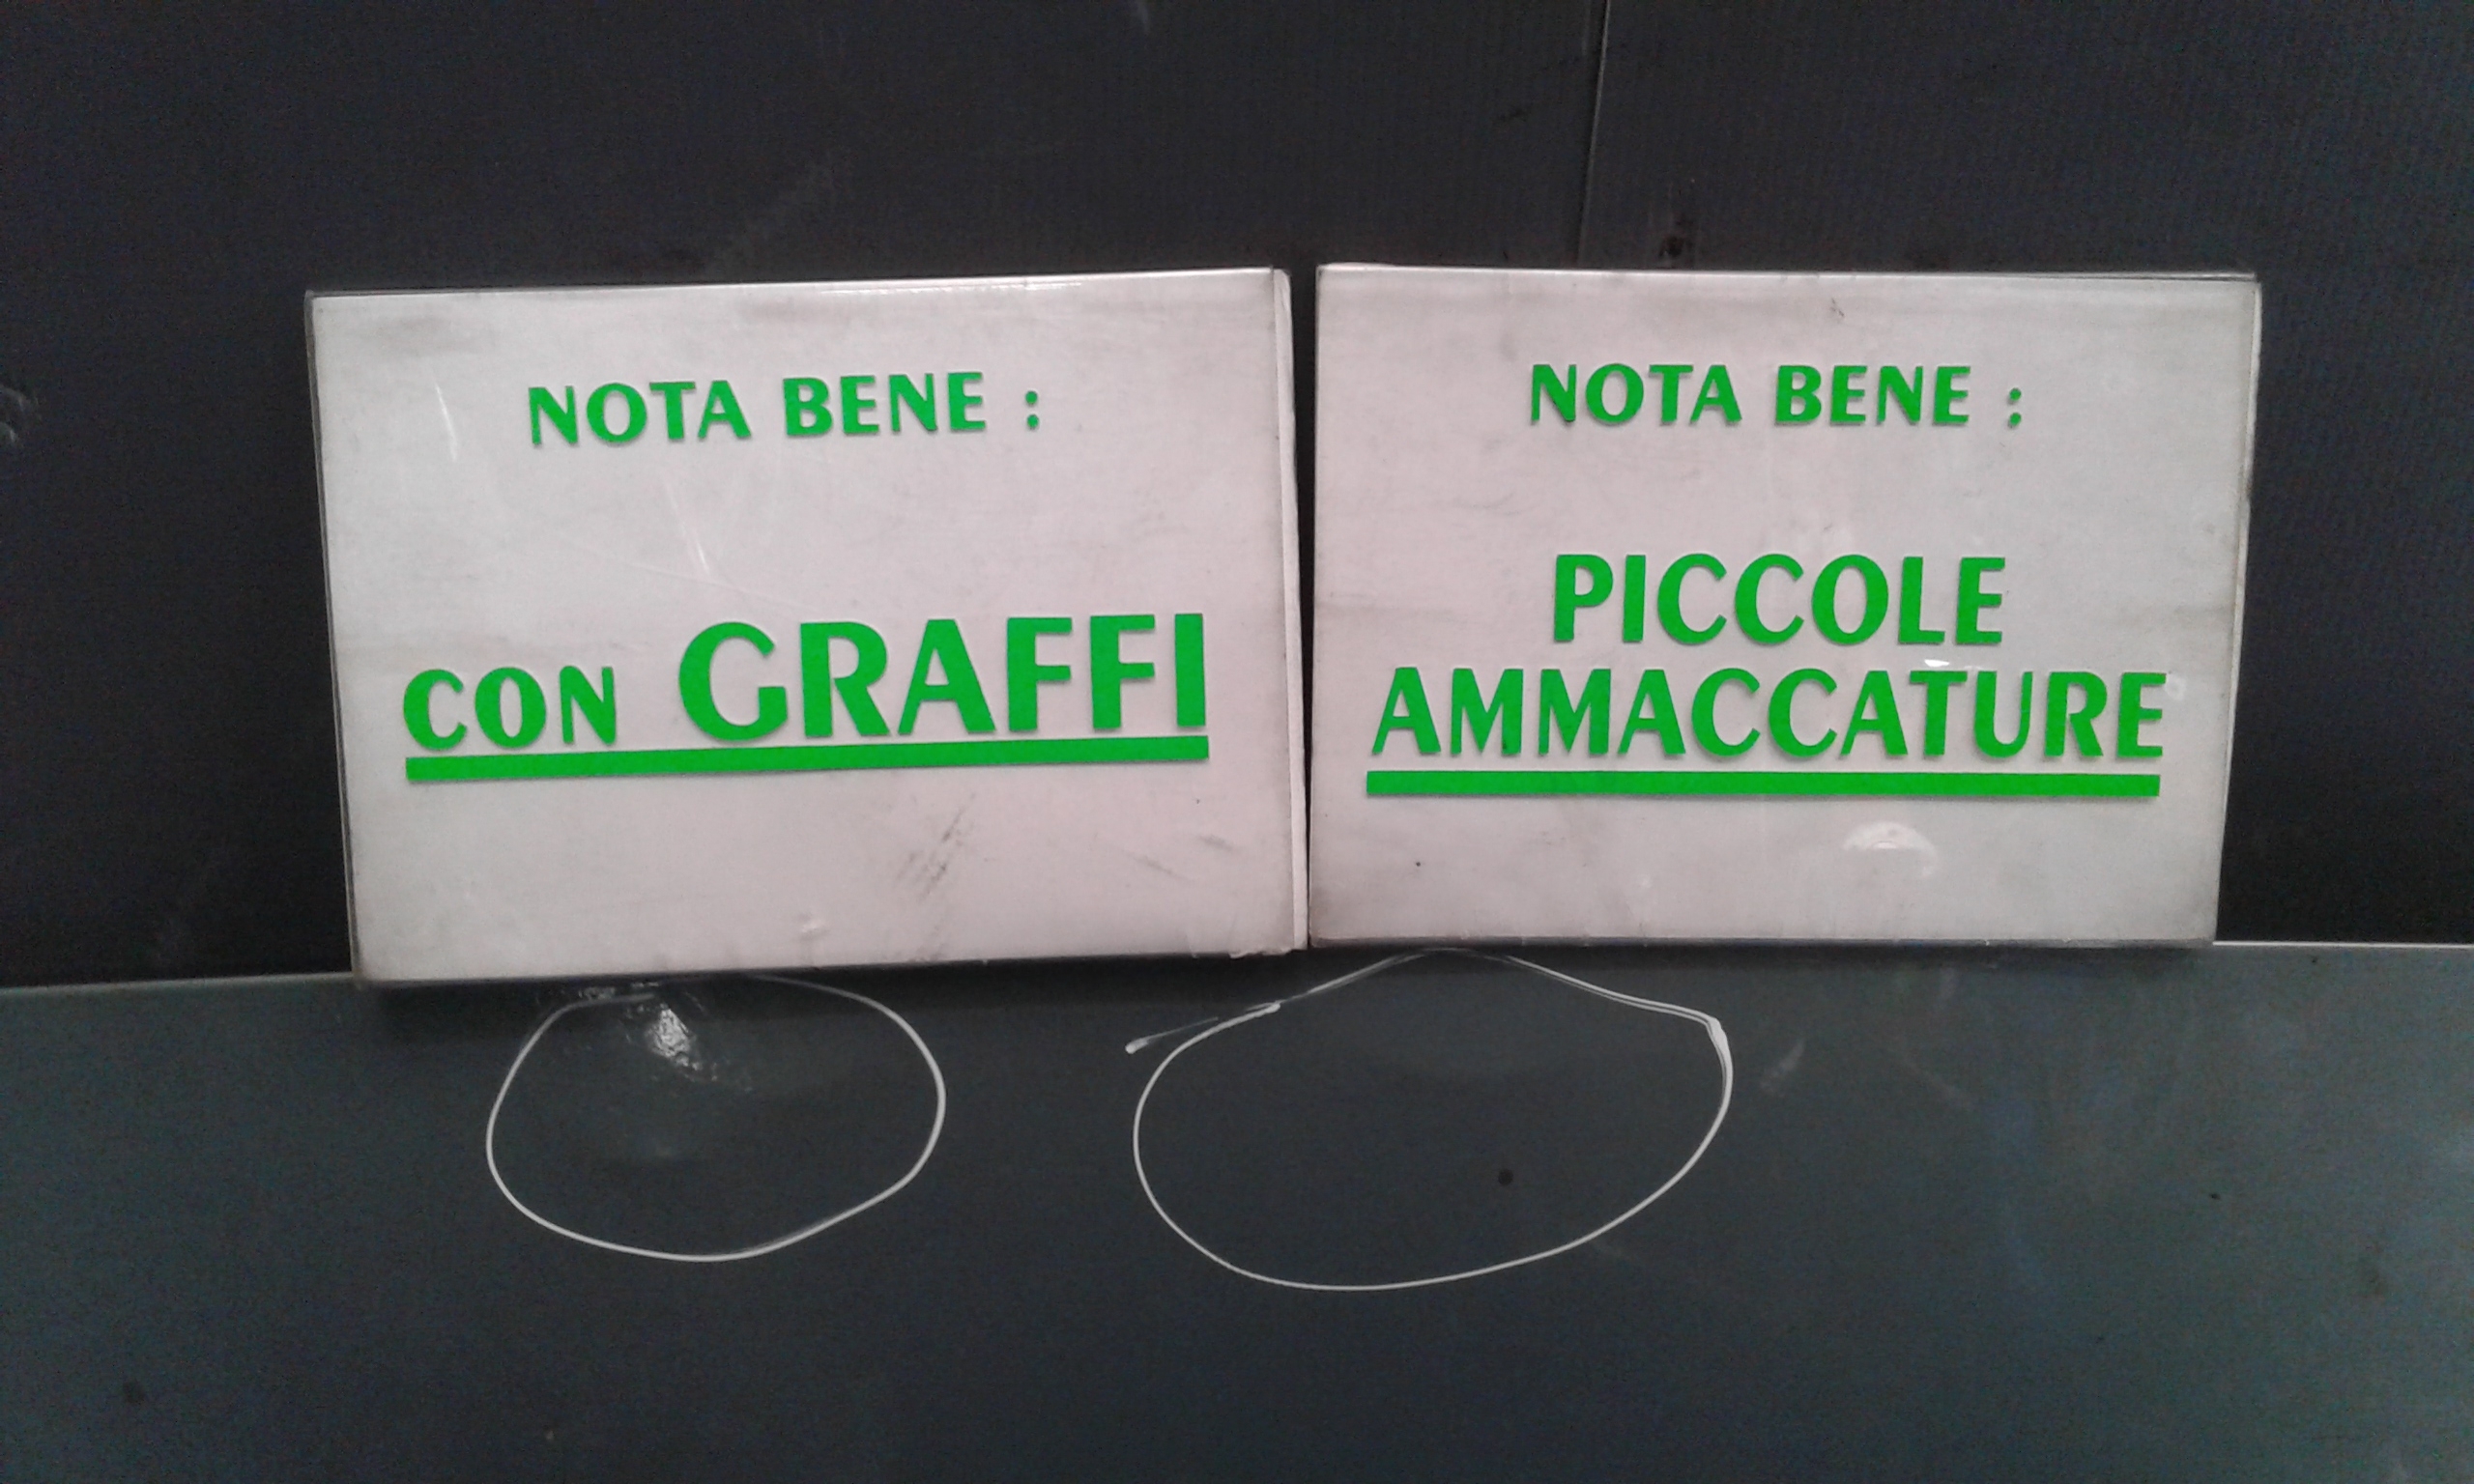 NOTA BENE :
CON GRAFFI
NOTA BENE :
PICCOLE
AMMACCATURE